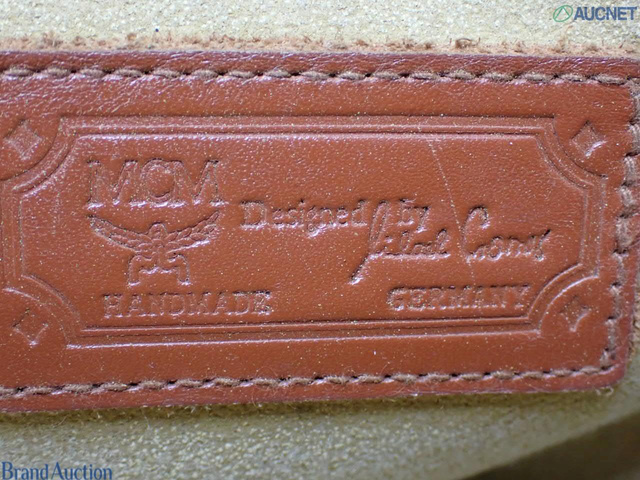 AUCNET
MCM
Designed by
HANDMADE
GERMANY
Brand Auction